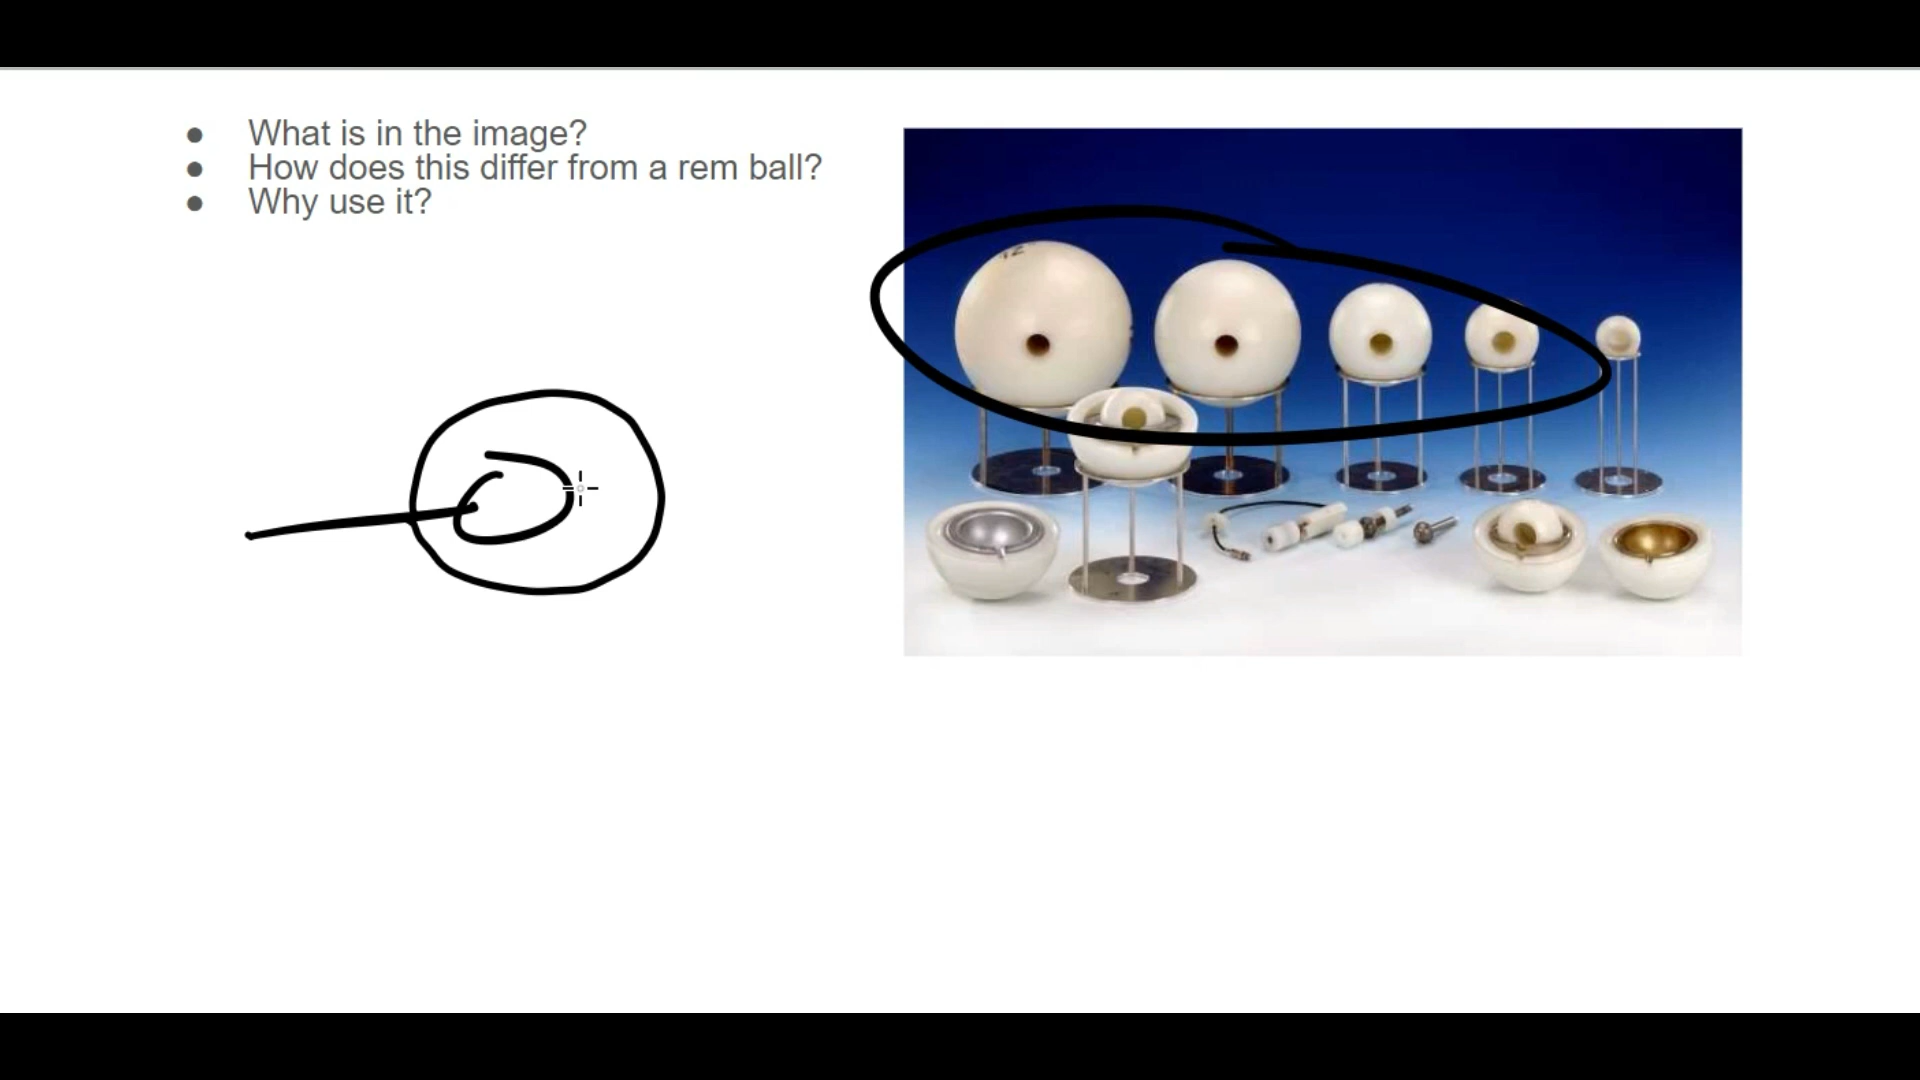 What is in the image?
How does this differ from a rem ball?
Why use it?